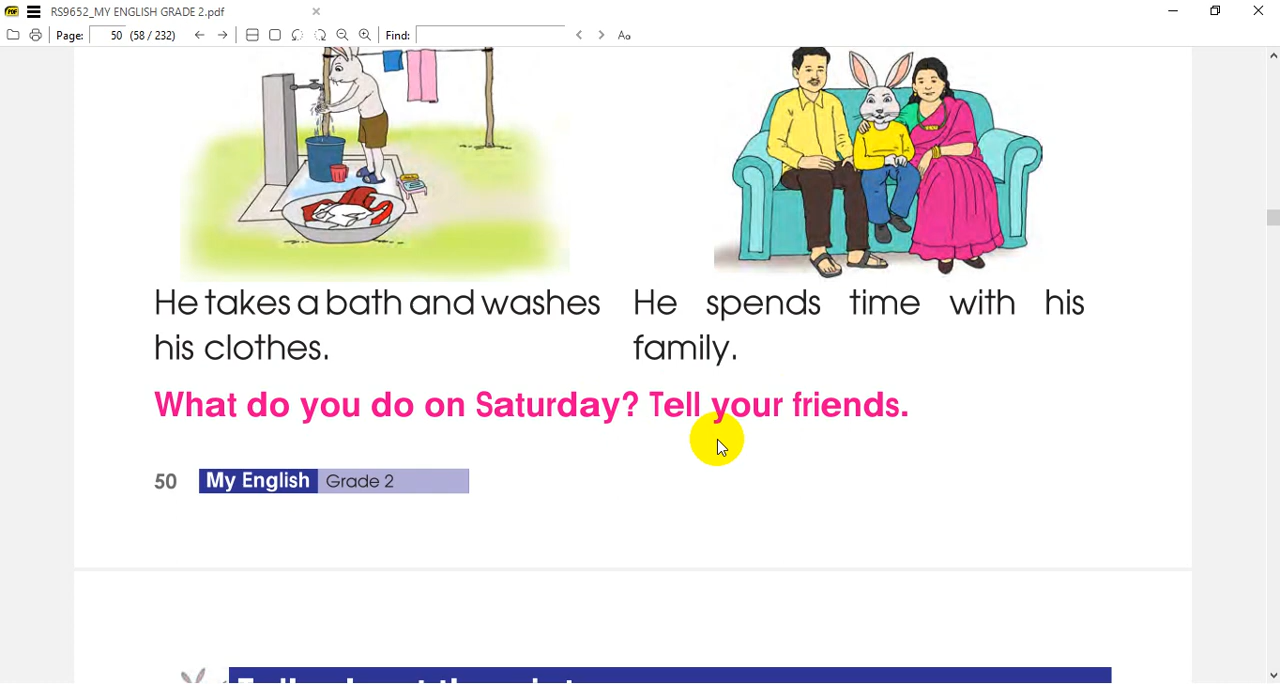 RS9652_MY ENGLISH GRADE 2.pdf
Page: 50 (58 / 232) Find: Aa
He takes a bath and washes
his clothes.
He spends time with his
family.
What do you do on Saturday? Tell your friends.
50 My English Grade 2